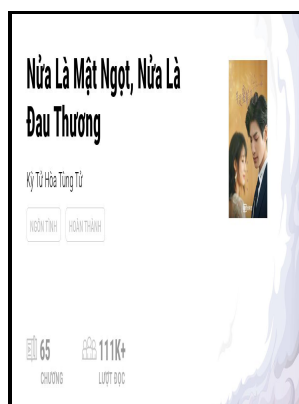 Nửa Là Mật Ngọt, Nửa Là
Đau Thương
Kỳ Tử Hòa Tùng Tử
NGÔN TÌNH HOÀN THÀNH
65 111K+
CHƯƠNG LƯỢT ĐỌC